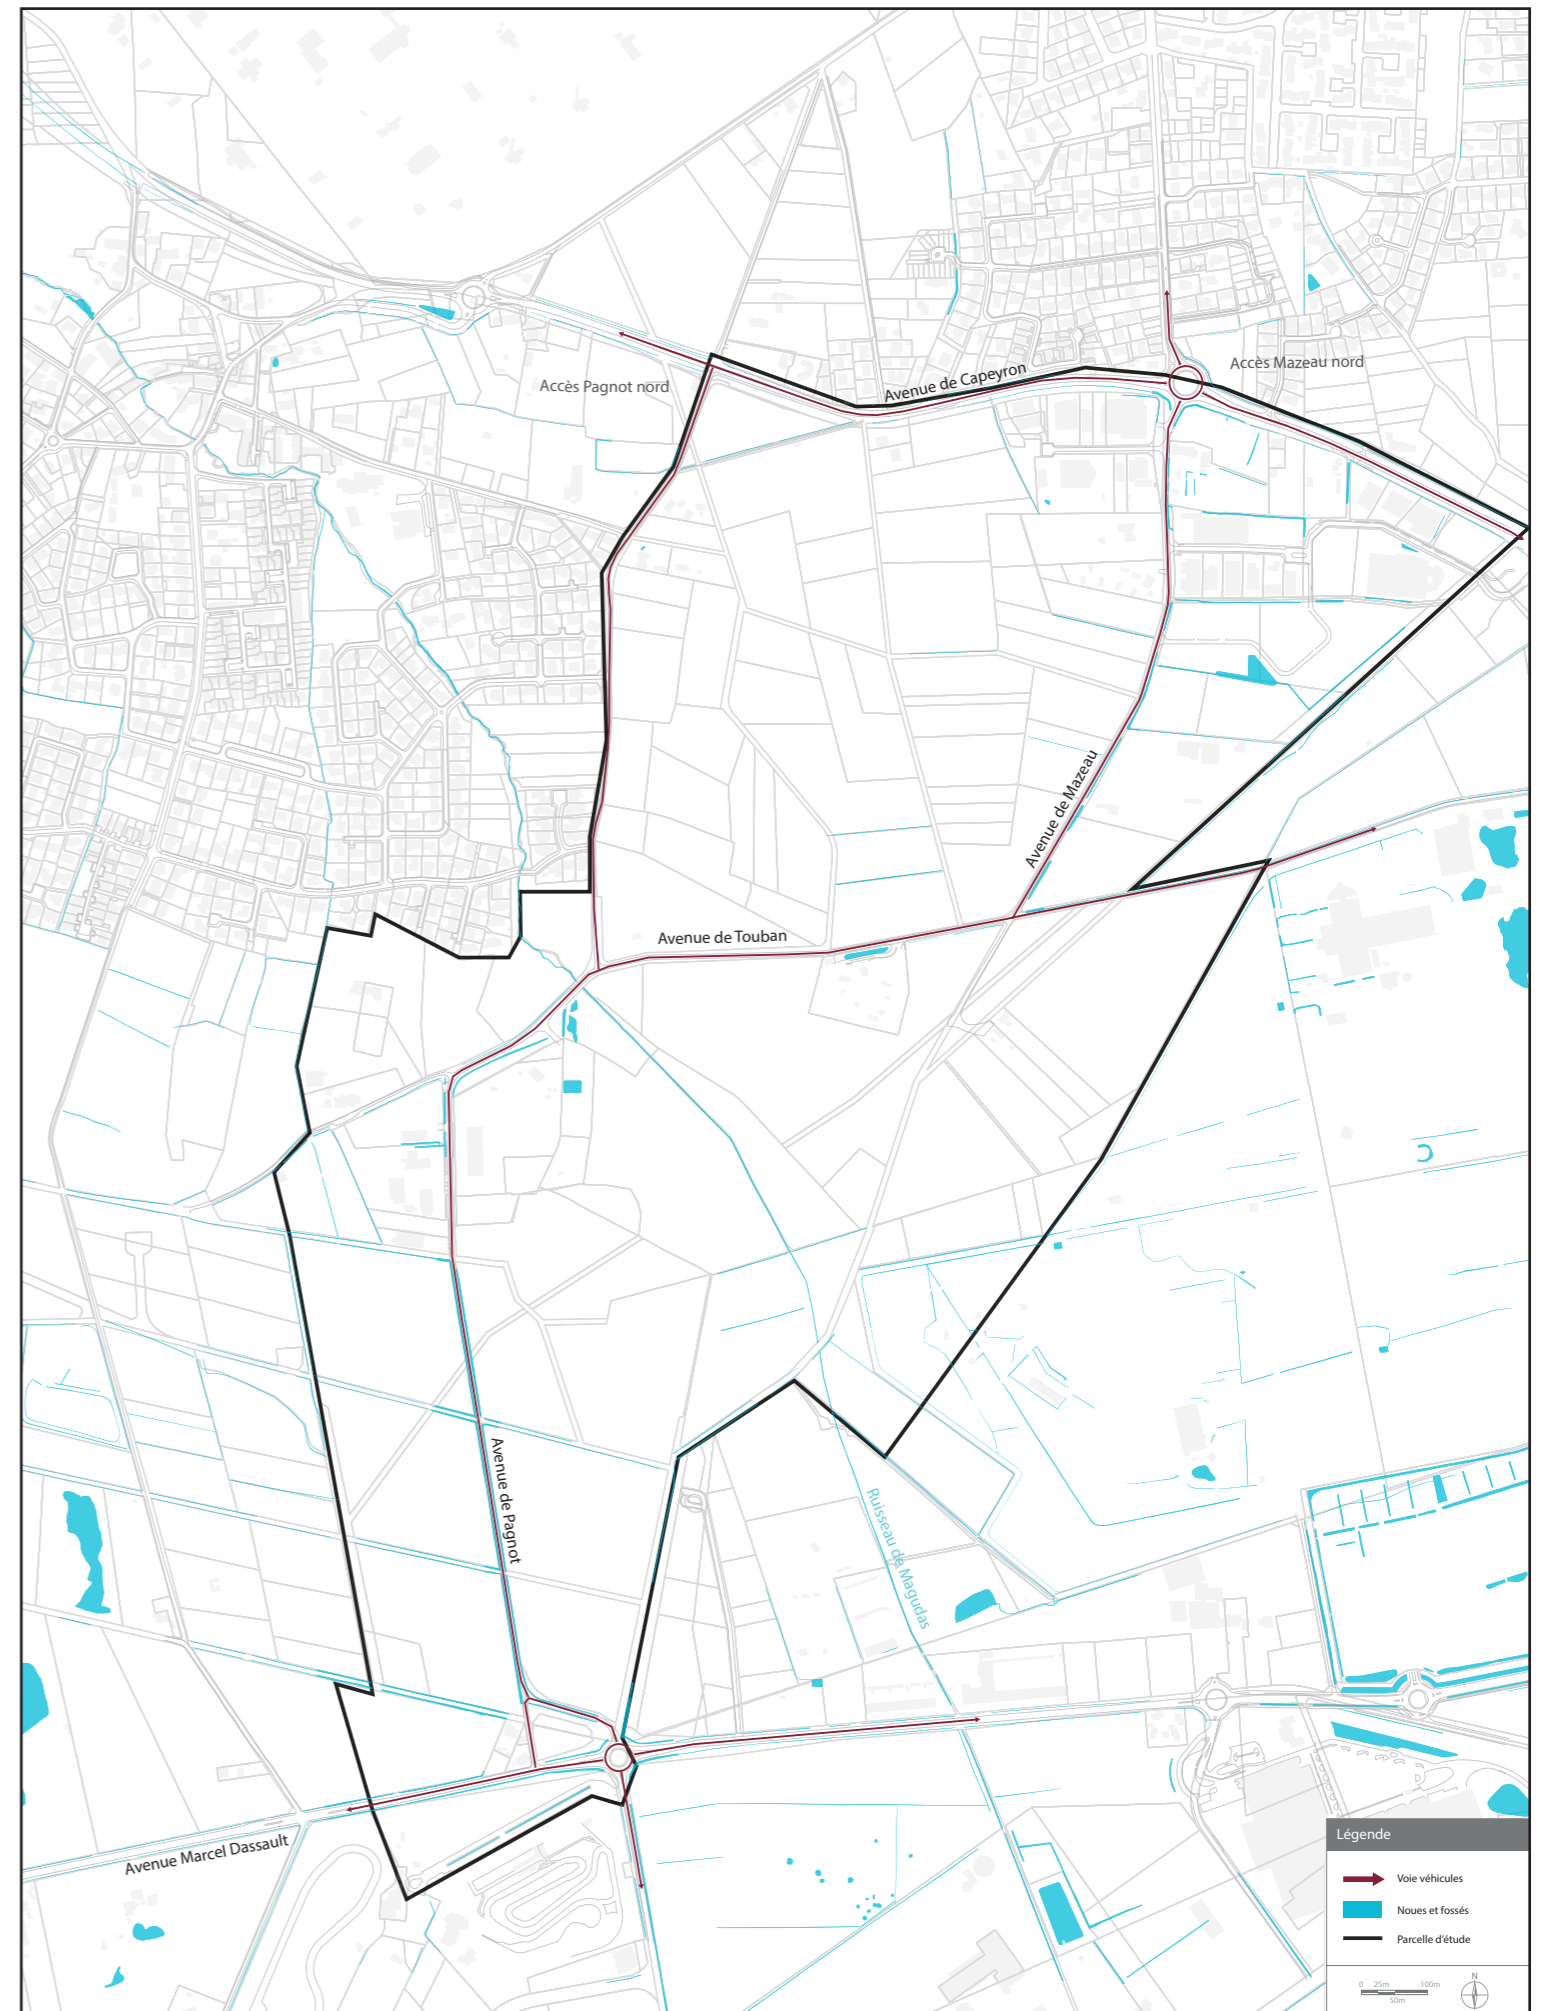 Accès Mazeau nord
Avenue de Capeyron
Accès Pagnot nord
Avenue de Mazeau
Avenue de Touban
Avenue de Pagnot
Ruisseau de Magudas
Avenue Marcel Dassault
Légende
Voie véhicules
Noues et fossés
Parcelle d'étude
0 25m 100m
50m
N